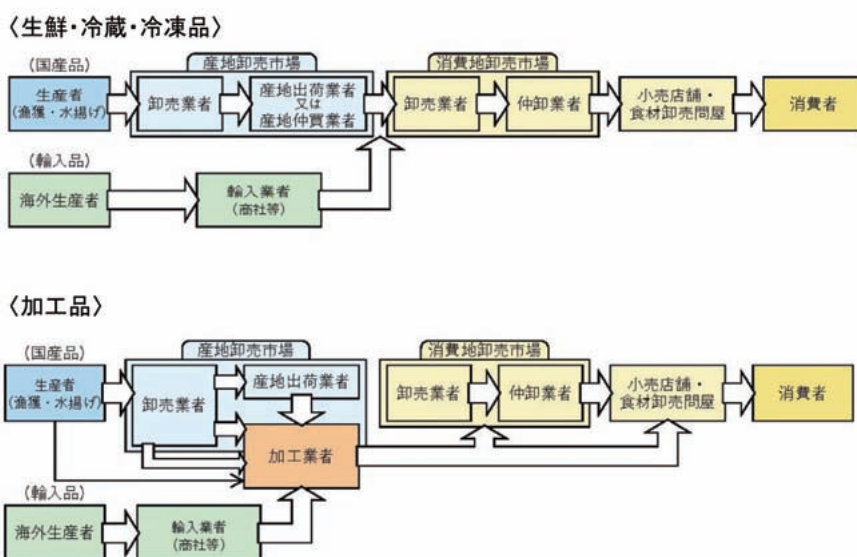 〈生鮮・冷蔵・冷凍品〉
(国産品)
産地卸売市場
消費地卸売市場
生産者
(漁獲・水揚げ)
卸売業者
産地出荷業者
又は
産地仲買業者
卸売業者
仲卸業者
小売店舗・
食材卸売問屋
消費者
(輸入品)
海外生産者
輸入業者
(商社等)
〈加工品〉
(国産品)
産地卸売市場
消費地卸売市場
生産者
(漁獲・水揚げ)
卸売業者
産地出荷業者
加工業者
卸売業者
仲卸業者
小売店舗・
食材卸売問屋
消費者
(輸入品)
海外生産者
輸入業者
(商社等)